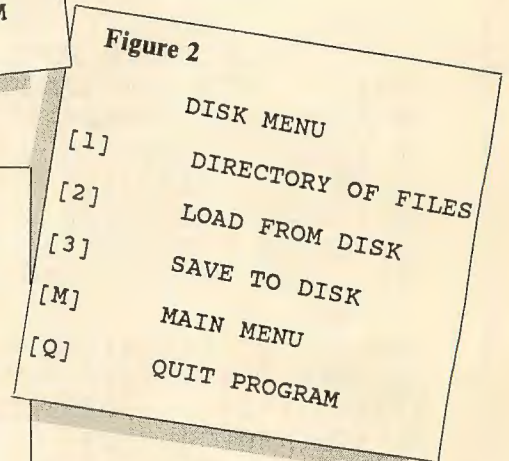 M
Figure 2
DISK MENU
[1] DIRECTORY OF FILES
[2] LOAD FROM DISK
[3] SAVE TO DISK
[M] MAIN MENU
[Q] QUIT PROGRAM